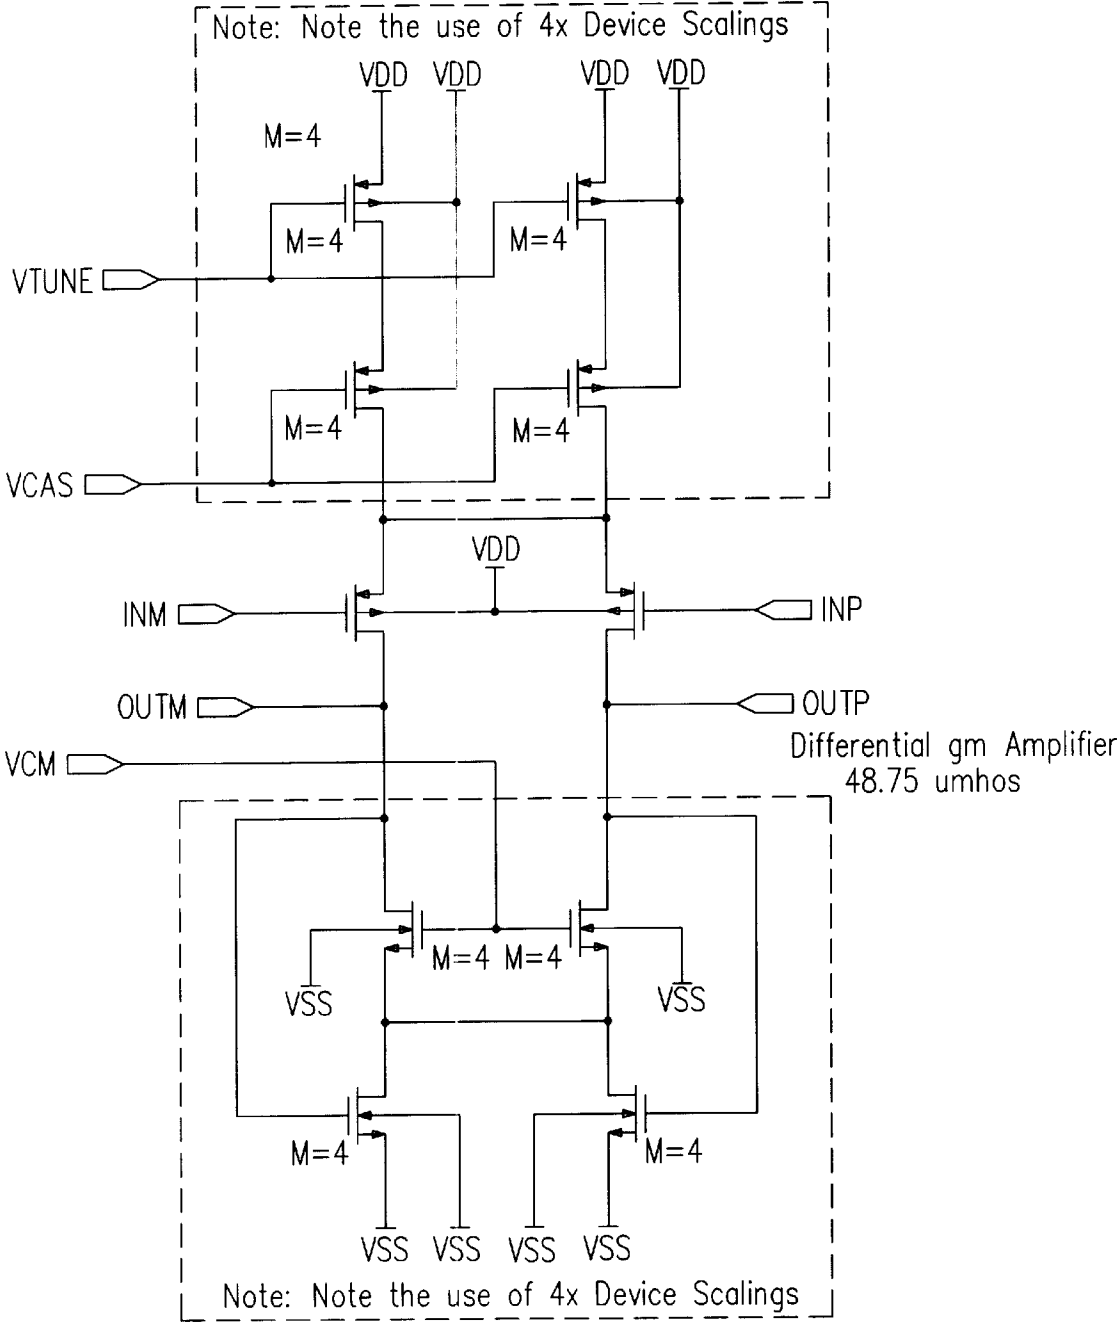 Note: Note the use of 4x Device Scalings
VDD VDD VDD VDD
M=4
M=4 M=4
VTUNE
M=4 M=4
VCAS
VDD
INM INP
OUTM OUTP
Differential gm Amplifier
48.75 umhos
VCM
M=4 M=4
VSS VSS
M=4 M=4
VSS VSS VSS VSS
Note: Note the use of 4x Device Scalings